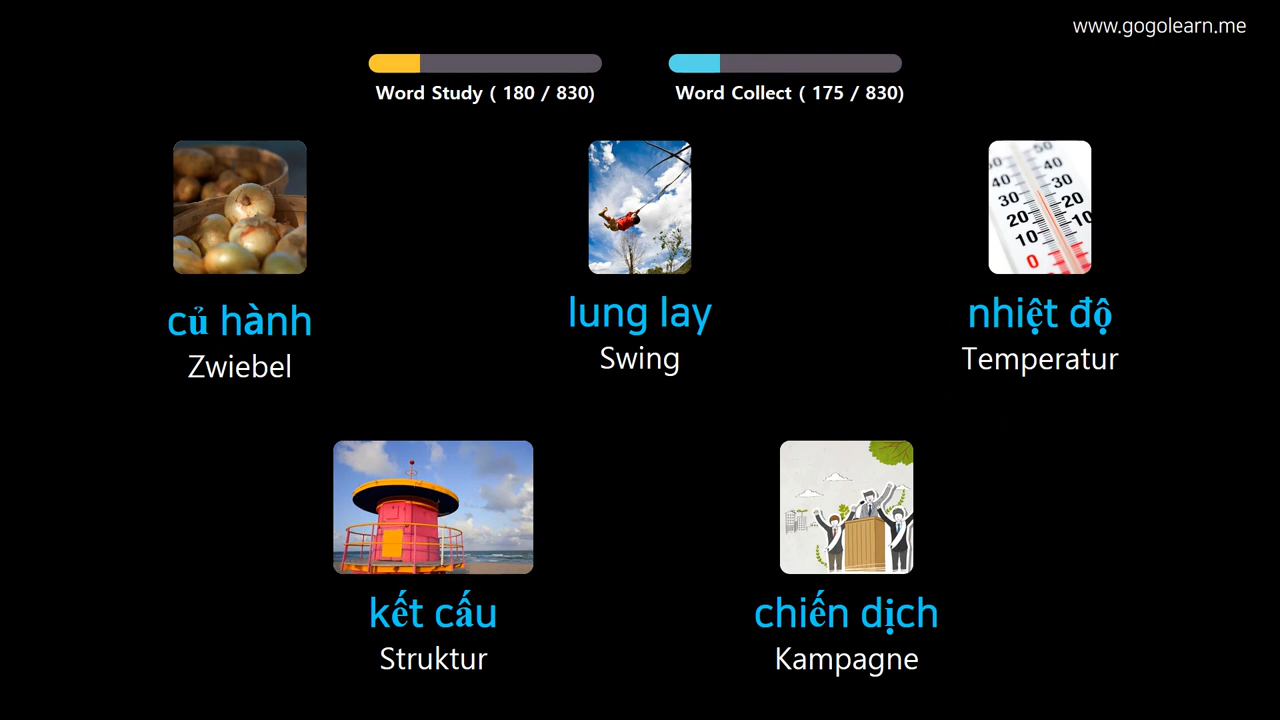 www.gogolearn.me
Word Study ( 180 / 830)
Word Collect ( 175 / 830)
củ hành
Zwiebel
lung lay
Swing
nhiệt độ
Temperatur
kết cấu
Struktur
chiến dịch
Kampagne